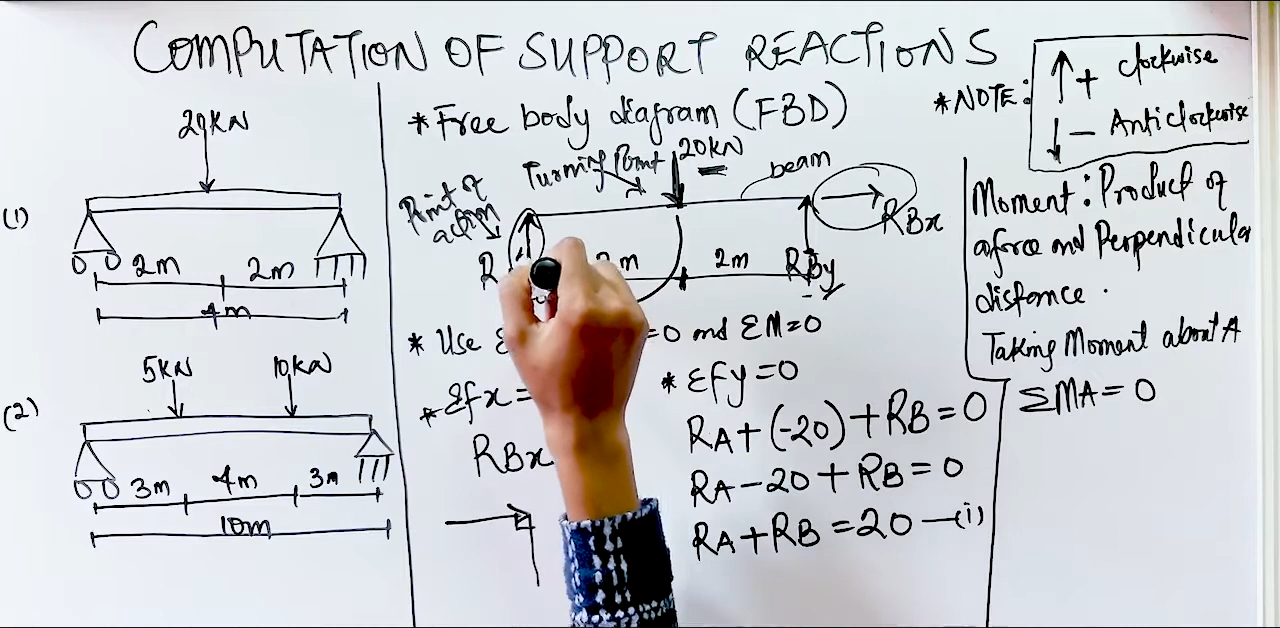 COMPUTATION OF SUPPORT REACTIONS
(1)
20KN
2m 2m
4m
(2)
5KN 10KN
3m 4m 3m
10m
*Free body diagram (FBD)
Turning Point
20KN
beam
Point of
action
RBx
R
2m
RBy
* Use =0 and ΣM=0
*Σfx=
RBx
* Σfy=0
RA+(-20)+RB=0
RA-20+RB=0
RA+RB=20-(i)
*NOTE:
↑+ clockwise
↓- Anticlockwise
Moment: Product of
a force and Perpendicular
distance.
Taking Moment about A
ΣMA=0